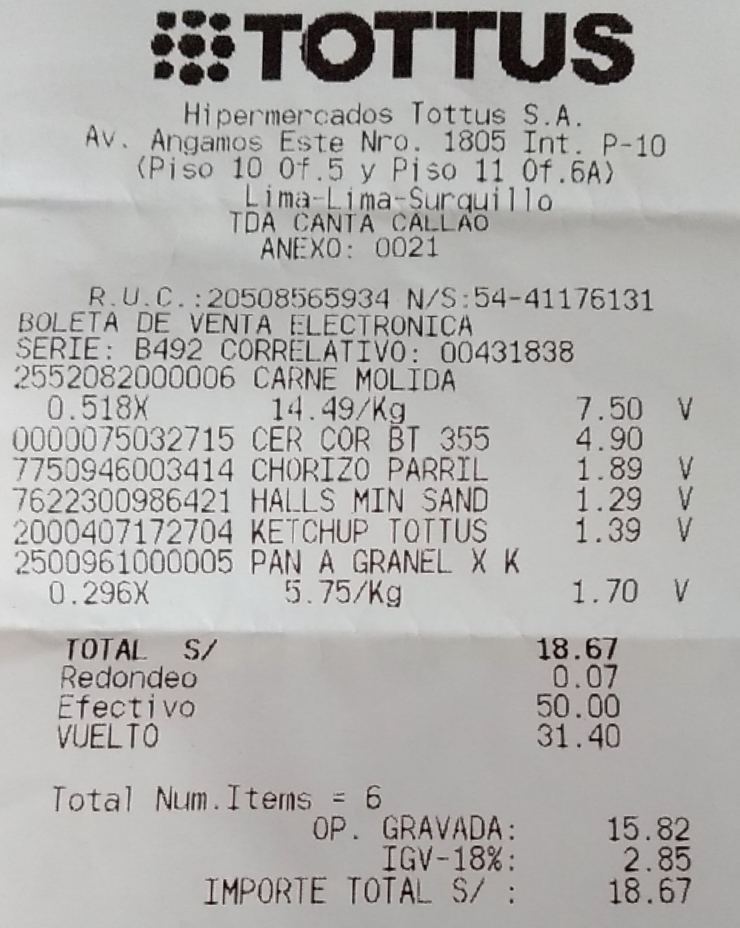 TOTTUS
Hipermercados Tottus S.A.
Av. Angamos Este Nro. 1805 Int. P-10
(Piso 10 Of.5 y Piso 11 Of.6A)
Lima-Lima-Surquillo
TDA CANTA CALLAO
ANEXO: 0021
R.U.C.:20508565934 N/S:54-41176131
BOLETA DE VENTA ELECTRONICA
SERIE: B492 CORRELATIVO: 00431838
2552082000006 CARNE MOLIDA
0.518X 14.49/Kg 7.50 V
0000075032715 CER COR BT 355 4.90
7750946003414 CHORIZO PARRIL 1.89 V
7622300986421 HALLS MIN SAND 1.29 V
2000407172704 KETCHUP TOTTUS 1.39 V
2500961000005 PAN A GRANEL X K
0.296X 5.75/Kg 1.70 V
TOTAL S/ 18.67
Redondeo 0.07
Efectivo 50.00
VUELTO 31.40
Total Num.Items = 6
OP. GRAVADA: 15.82
IGV-18%: 2.85
IMPORTE TOTAL S/ : 18.67